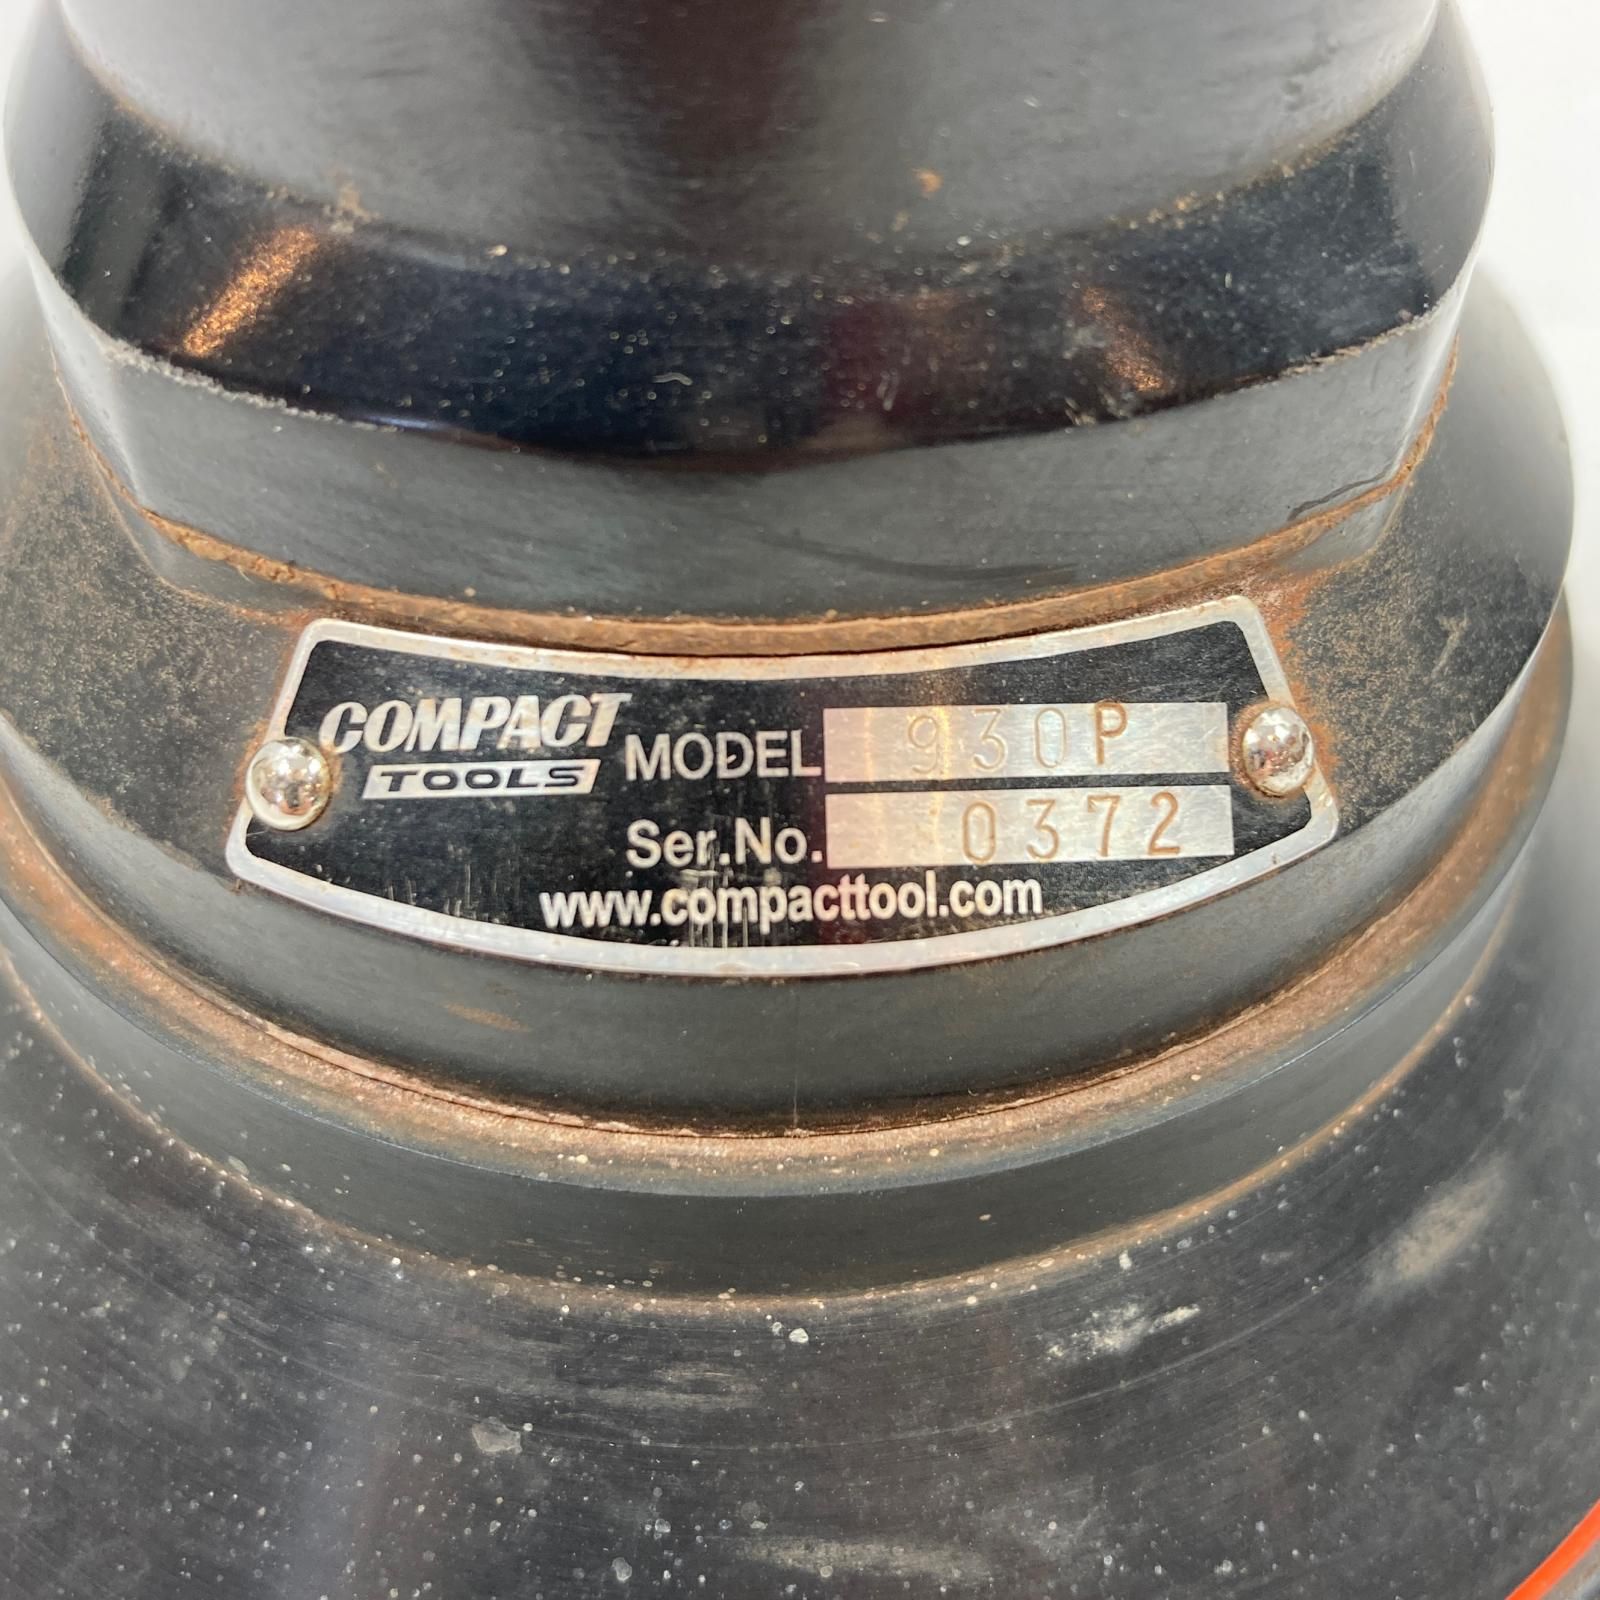 COMPACT
TOOLS
MODEL 930P
Ser.No. 0372
www.compacttool.com